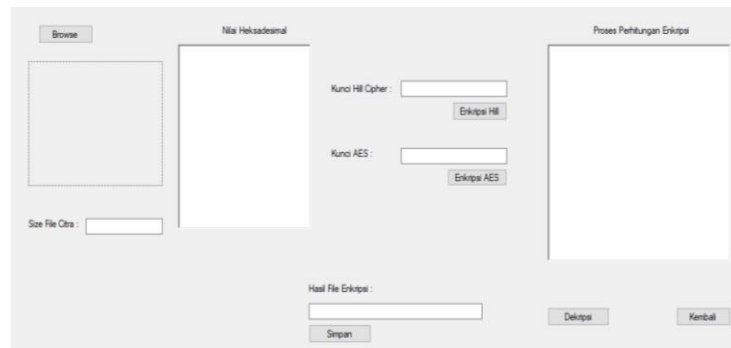 Browse
Nilai Heksadesimal
Proses Perhitungan Enkripsi
Kunci Hill Cipher :
Enkripsi Hill
Kunci AES :
Enkripsi AES
Size File Citra :
Hasil File Enkripsi :
Simpan
Dekripsi
Kembali